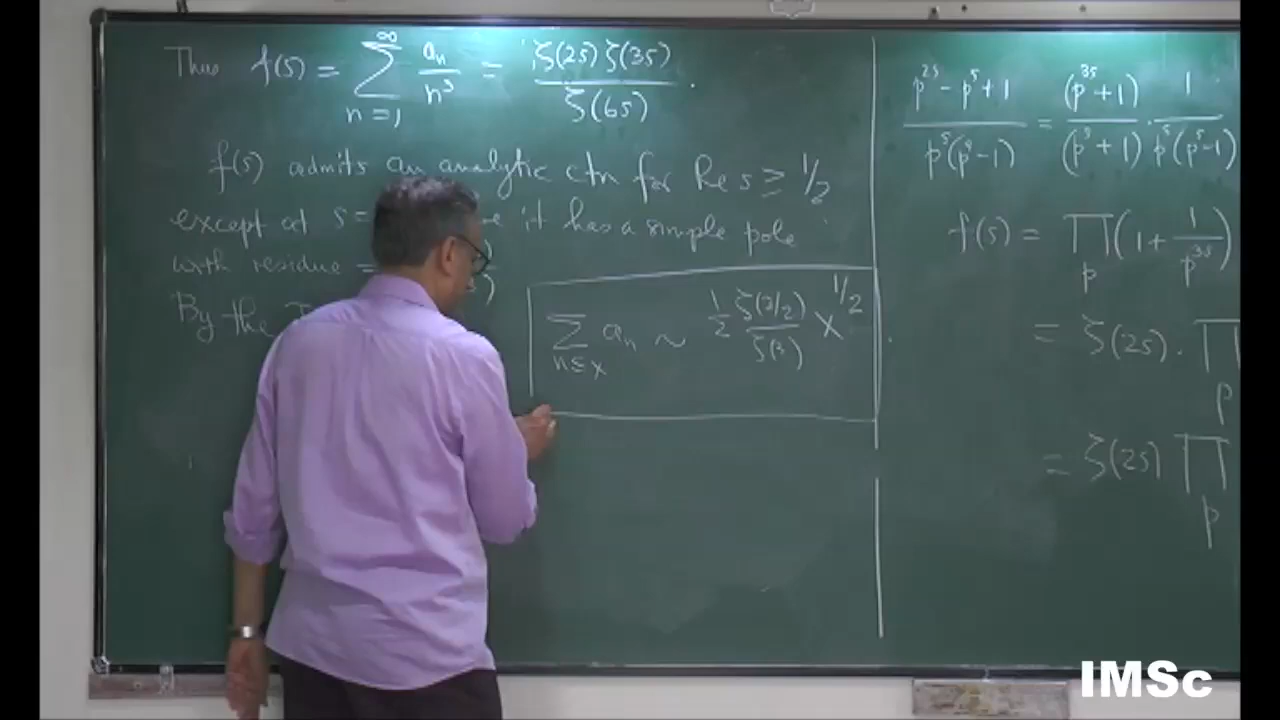 Thus f(s) = ∑_{n=1}^{∞} a_n/n^s = ζ(2s) ζ(3s)/ζ(6s).
f(s) admits an analytic ctn for Re s ≥ 1/2
except at s = it has a simple pole
with residue =
By the
∑_{n≤x} a_n ~ 1/2 ζ(3/2)/ζ(3) x^{1/2}
(p^{2s} - p^s + 1)/(p^s(p^s - 1)) = (p^{3s} + 1)/(p^s + 1) · 1/(p^s(p^s - 1))
f(s) = ∏_p (1 + 1/p^{3s})
= ζ(2s) · ∏_p
= ζ(2s) ∏_p
IMSc